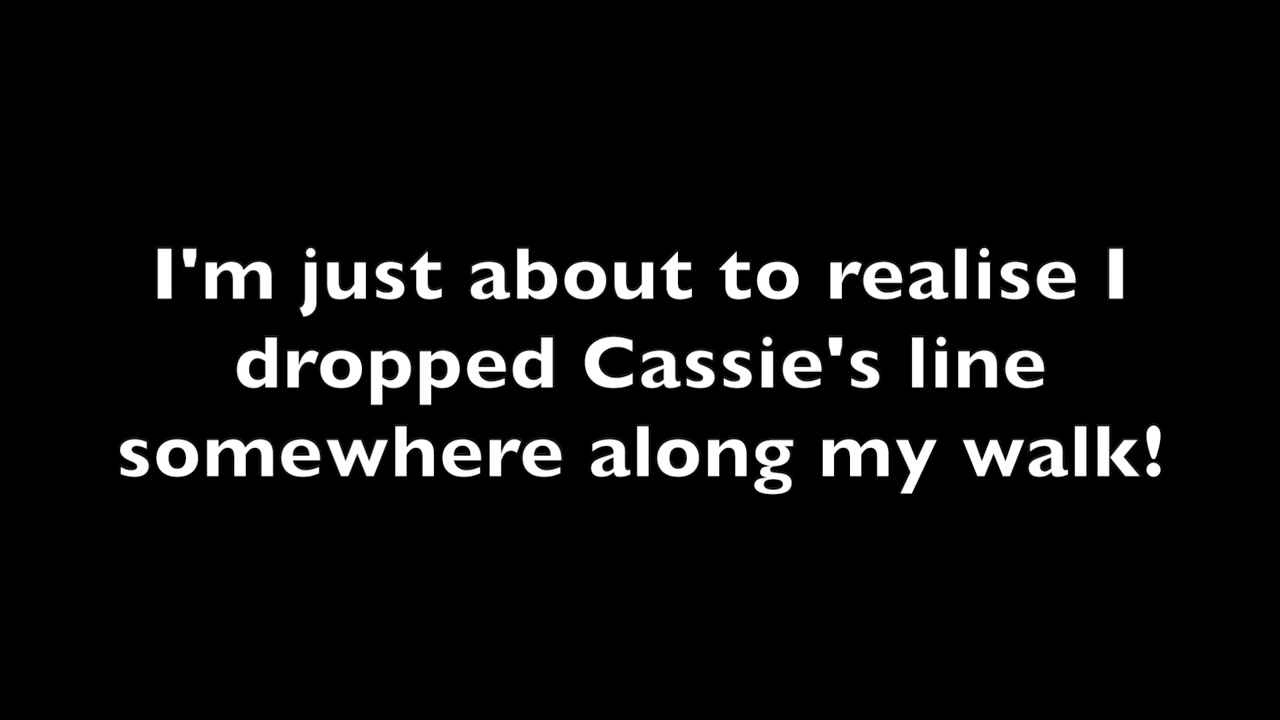 I'm just about to realise I
dropped Cassie's line
somewhere along my walk!